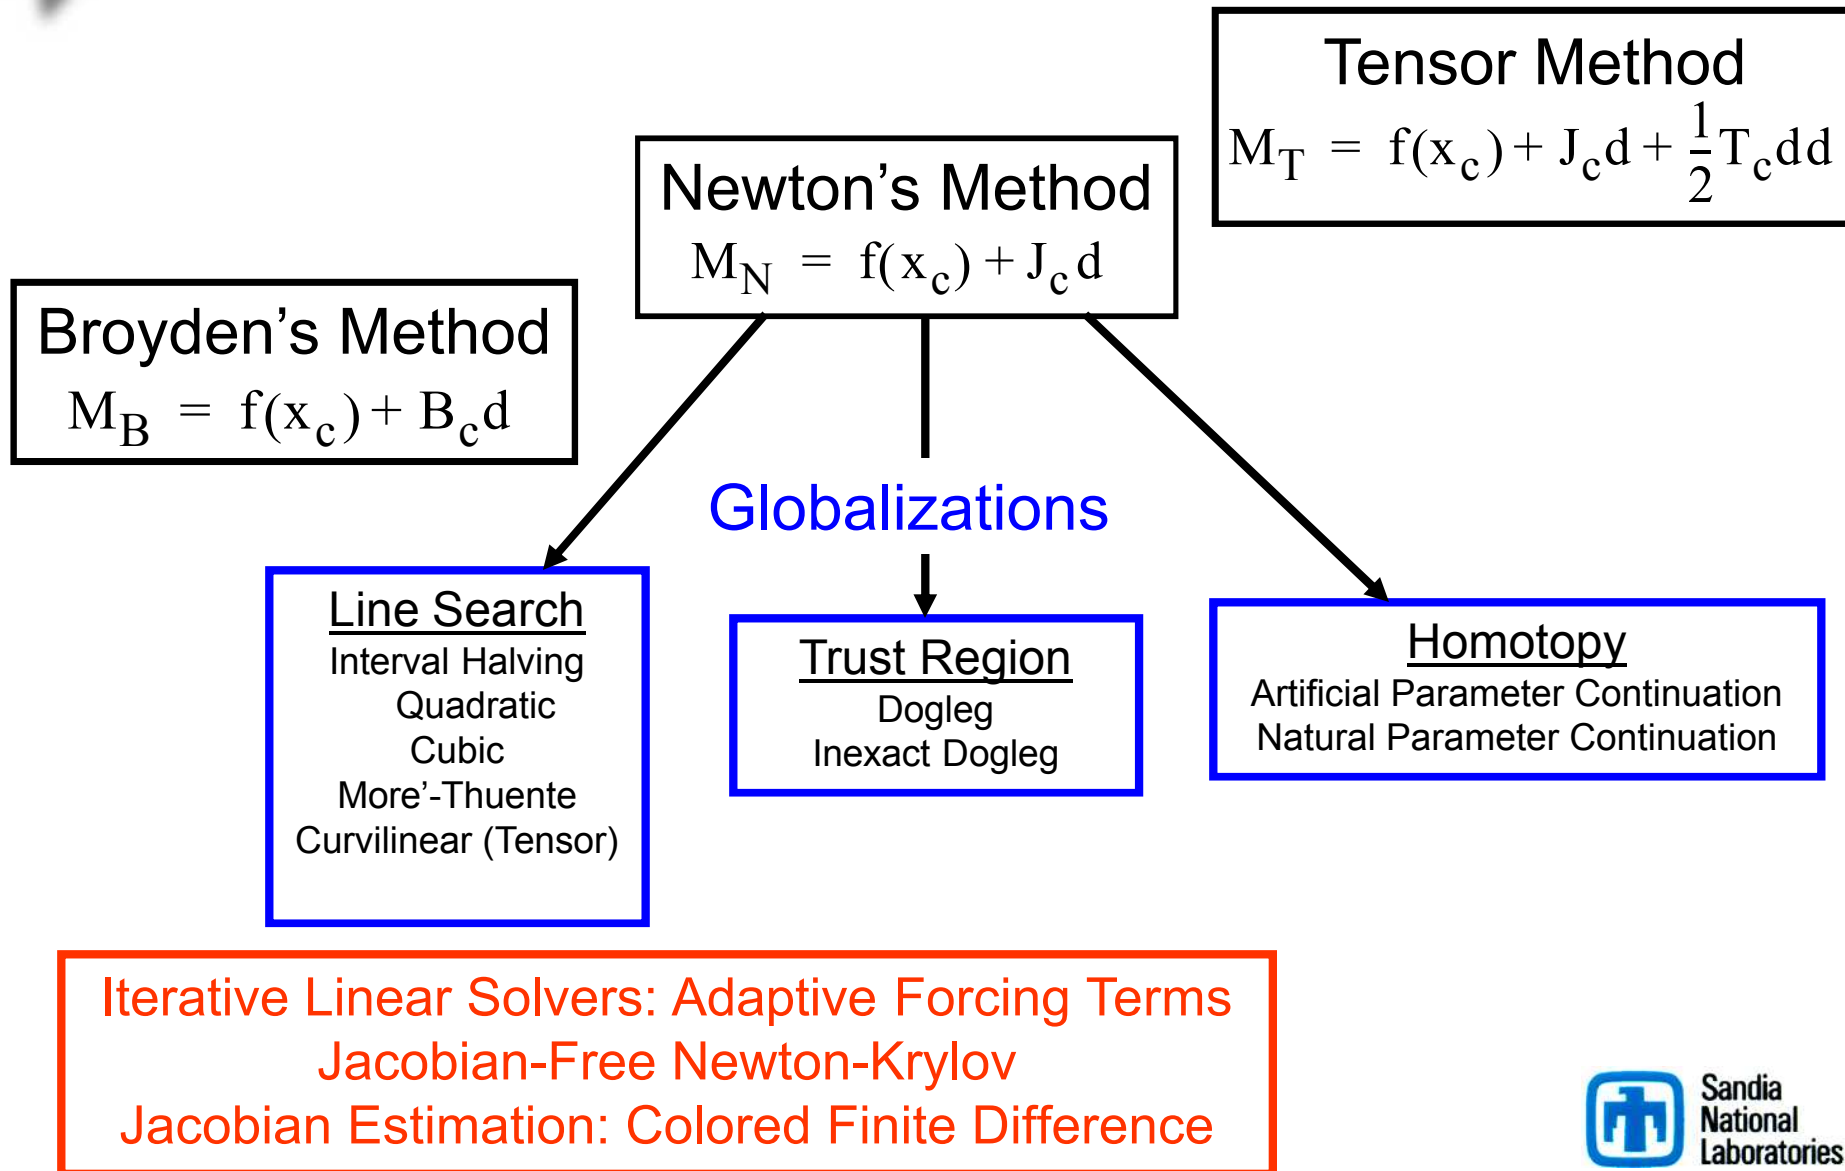 Tensor Method
M_T = f(x_c) + J_c d + 1/2 T_c dd
Newton’s Method
M_N = f(x_c) + J_c d
Broyden’s Method
M_B = f(x_c) + B_c d
Globalizations
Line Search
Interval Halving
Quadratic
Cubic
More’-Thuente
Curvilinear (Tensor)
Trust Region
Dogleg
Inexact Dogleg
Homotopy
Artificial Parameter Continuation
Natural Parameter Continuation
Iterative Linear Solvers: Adaptive Forcing Terms
Jacobian-Free Newton-Krylov
Jacobian Estimation: Colored Finite Difference
Sandia
National
Laboratories